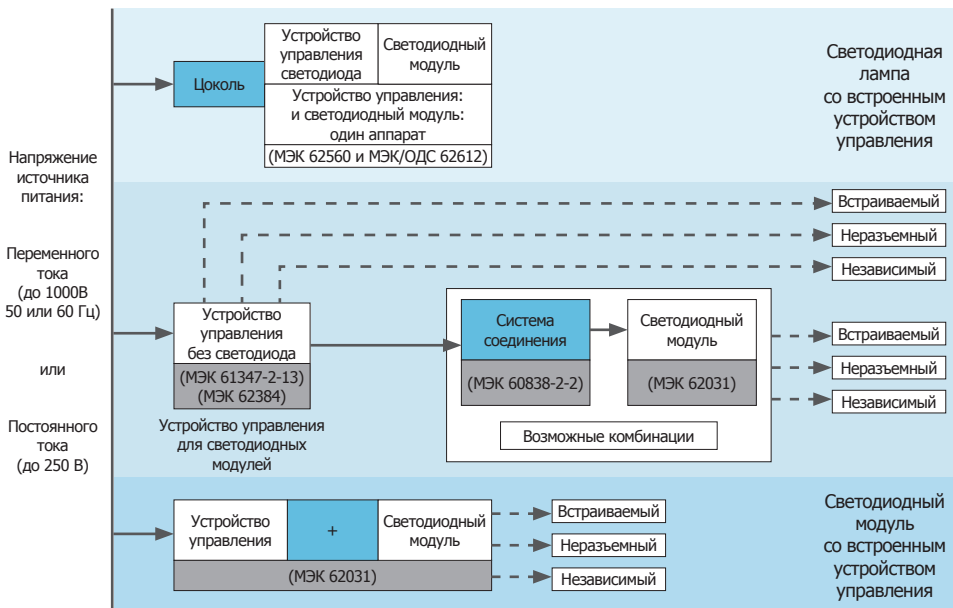 Напряжение
источника
питания:
Переменного
тока
(до 1000В
50 или 60 Гц)
или
Постоянного
тока
(до 250 В)
Цоколь
Устройство
управления
светодиода
Светодиодный
модуль
Устройство управления:
и светодиодный модуль:
один аппарат
(МЭК 62560 и МЭК/ОДС 62612)
Светодиодная
лампа
со встроенным
устройством
управления
Встраиваемый
Неразъемный
Независимый
Устройство
управления
без светодиода
(МЭК 61347-2-13)
(МЭК 62384)
Устройство управления
для светодиодных
модулей
Система
соединения
(МЭК 60838-2-2)
Светодиодный
модуль
(МЭК 62031)
Возможные комбинации
Встраиваемый
Неразъемный
Независимый
Устройство
управления
+
Светодиодный
модуль
(МЭК 62031)
Встраиваемый
Неразъемный
Независимый
Светодиодный
модуль
со встроенным
устройством
управления